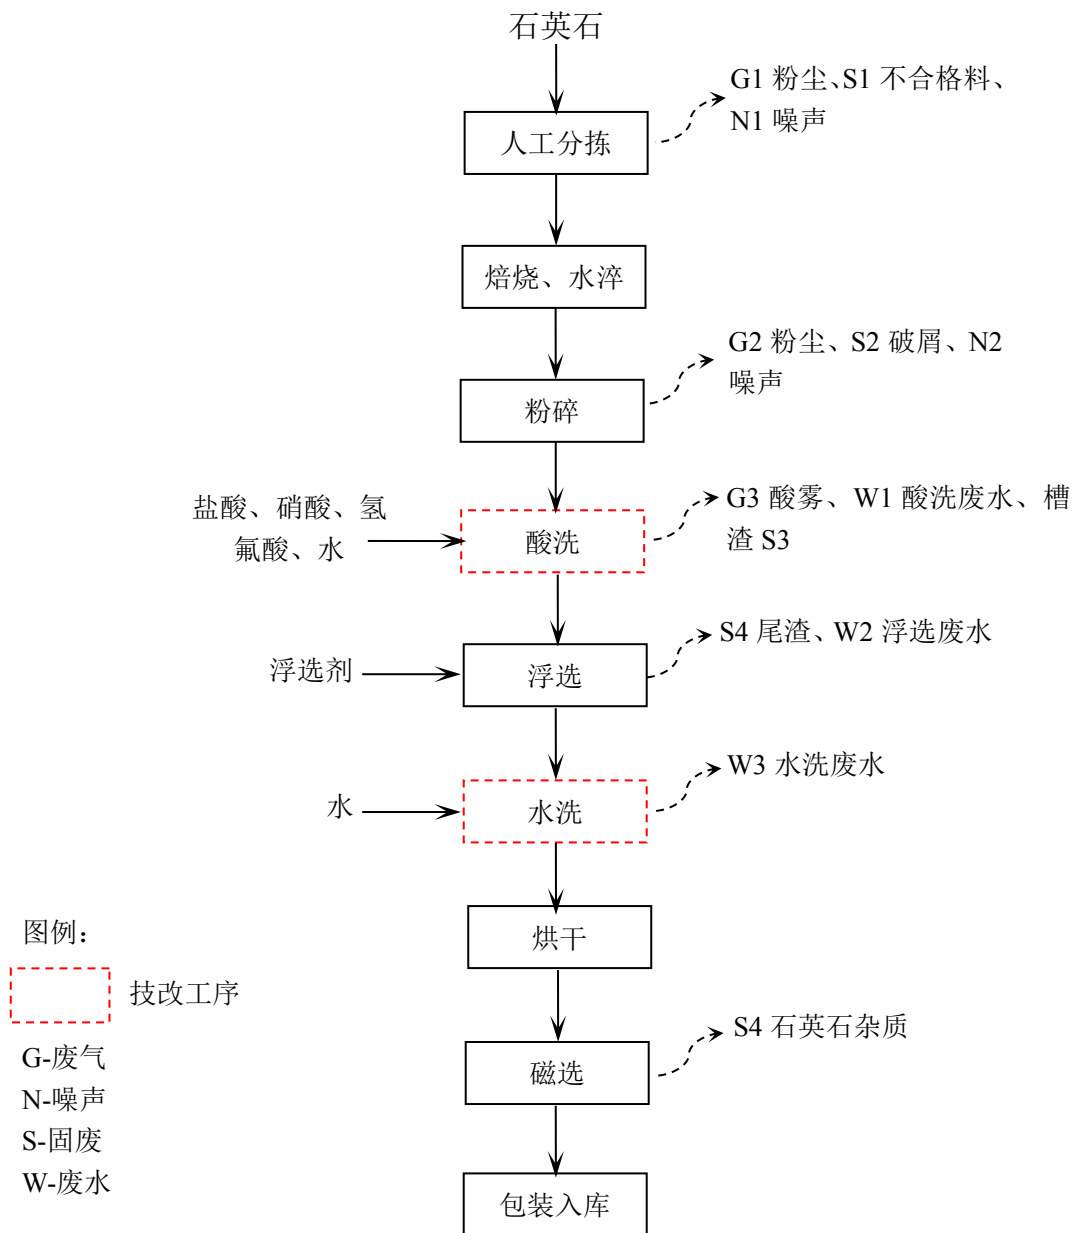 石英石
G1 粉尘、S1 不合格料、
N1 噪声
人工分拣
焙烧、水淬
G2 粉尘、S2 破屑、N2
噪声
粉碎
盐酸、硝酸、氢
氟酸、水
G3 酸雾、W1 酸洗废水、槽
渣 S3
酸洗
S4 尾渣、W2 浮选废水
浮选剂
浮选
W3 水洗废水
水
水洗
烘干
图例：
技改工序
G-废气
N-噪声
S-固废
W-废水
S4 石英石杂质
磁选
包装入库